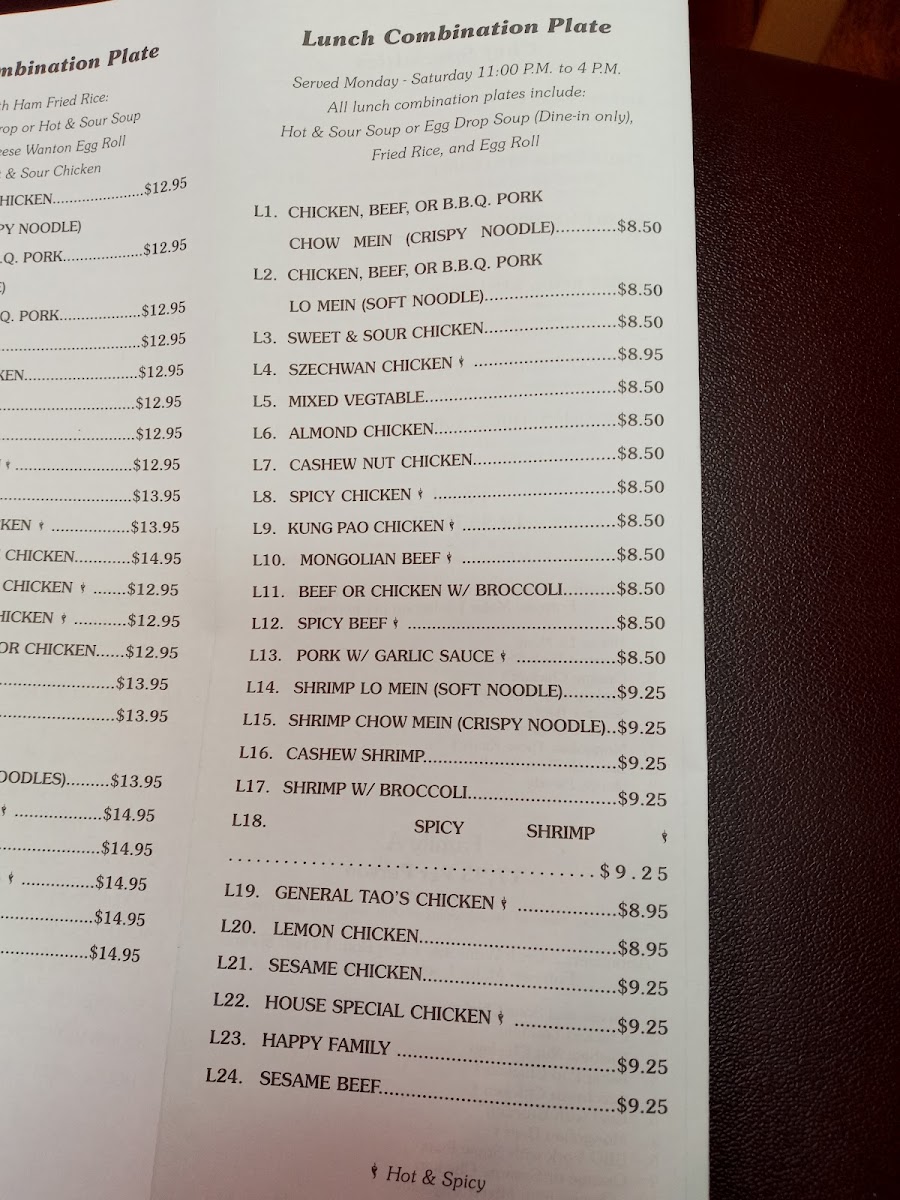 mbination Plate
th Ham Fried Rice:
rop or Hot & Sour Soup
eese Wanton Egg Roll
& Sour Chicken
HICKEN......................$12.95
PY NOODLE)
.Q. PORK...................$12.95
E)
Q. PORK...................$12.95
.................................$12.95
KEN...........................$12.95
................................$12.95
................................$12.95
............................$12.95
................................$13.95
KEN ...................$13.95
CHICKEN............$14.95
CHICKEN .......$12.95
HICKEN ...........$12.95
OR CHICKEN......$12.95
............................$13.95
............................$13.95
OODLES).........$13.95
.....................$14.95
........................$14.95
..................$14.95
......................$14.95
.....................$14.95
Lunch Combination Plate
Served Monday - Saturday 11:00 P.M. to 4 P.M.
All lunch combination plates include:
Hot & Sour Soup or Egg Drop Soup (Dine-in only),
Fried Rice, and Egg Roll
L1. CHICKEN, BEEF, OR B.B.Q. PORK
CHOW MEIN (CRISPY NOODLE)............$8.50
L2. CHICKEN, BEEF, OR B.B.Q. PORK
LO MEIN (SOFT NOODLE)..........................$8.50
L3. SWEET & SOUR CHICKEN..........................$8.50
L4. SZECHWAN CHICKEN ............................$8.95
L5. MIXED VEGTABLE.....................................$8.50
L6. ALMOND CHICKEN...................................$8.50
L7. CASHEW NUT CHICKEN............................$8.50
L8. SPICY CHICKEN ....................................$8.50
L9. KUNG PAO CHICKEN ..............................$8.50
L10. MONGOLIAN BEEF ..............................$8.50
L11. BEEF OR CHICKEN W/ BROCCOLI..........$8.50
L12. SPICY BEEF .........................................$8.50
L13. PORK W/ GARLIC SAUCE ...................$8.50
L14. SHRIMP LO MEIN (SOFT NOODLE)..........$9.25
L15. SHRIMP CHOW MEIN (CRISPY NOODLE)..$9.25
L16. CASHEW SHRIMP.....................................$9.25
L17. SHRIMP W/ BROCCOLI.............................$9.25
L18. SPICY SHRIMP
.......................................$9.25
L19. GENERAL TAO'S CHICKEN ...................$8.95
L20. LEMON CHICKEN.....................................$8.95
L21. SESAME CHICKEN....................................$9.25
L22. HOUSE SPECIAL CHICKEN ...................$9.25
L23. HAPPY FAMILY .........................................$9.25
L24. SESAME BEEF...........................................$9.25
Hot & Spicy